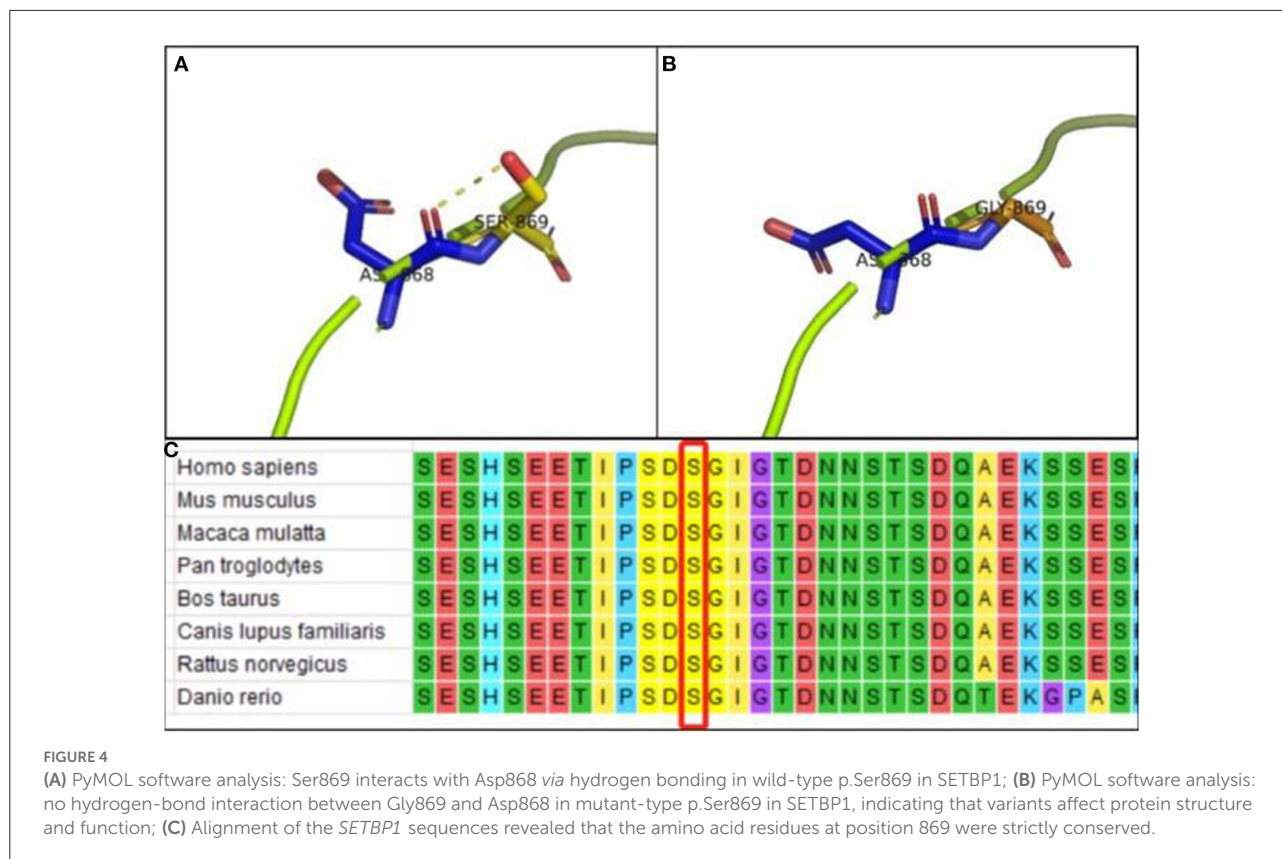 A
SER 869
AS 868
B
GLY 869
AS 868
C
Homo sapiens S E S H S E E T I P S D S G I G T D N N S T S D Q A E K S S E S
Mus musculus S E S H S E E T I P S D S G I G T D N N S T S D Q A E K S S E S
Macaca mulatta S E S H S E E T I P S D S G I G T D N N S T S D Q A E K S S E S
Pan troglodytes S E S H S E E T I P S D S G I G T D N N S T S D Q A E K S S E S
Bos taurus S E S H S E E T I P S D S G I G T D N N S T S D Q A E K S S E S
Canis lupus familiaris S E S H S E E T I P S D S G I G T D N N S T S D Q A E K S S E S
Rattus norvegicus S E S H S E E T I P S D S G I G T D N N S T S D Q A E K S S E S
Danio rerio S E S H S E E T I P S D S G I G T D N N S T S D Q T E K G P A S
FIGURE 4
(A) PyMOL software analysis: Ser869 interacts with Asp868 via hydrogen bonding in wild-type p.Ser869 in SETBP1; (B) PyMOL software analysis:
no hydrogen-bond interaction between Gly869 and Asp868 in mutant-type p.Ser869 in SETBP1, indicating that variants affect protein structure
and function; (C) Alignment of the SETBP1 sequences revealed that the amino acid residues at position 869 were strictly conserved.